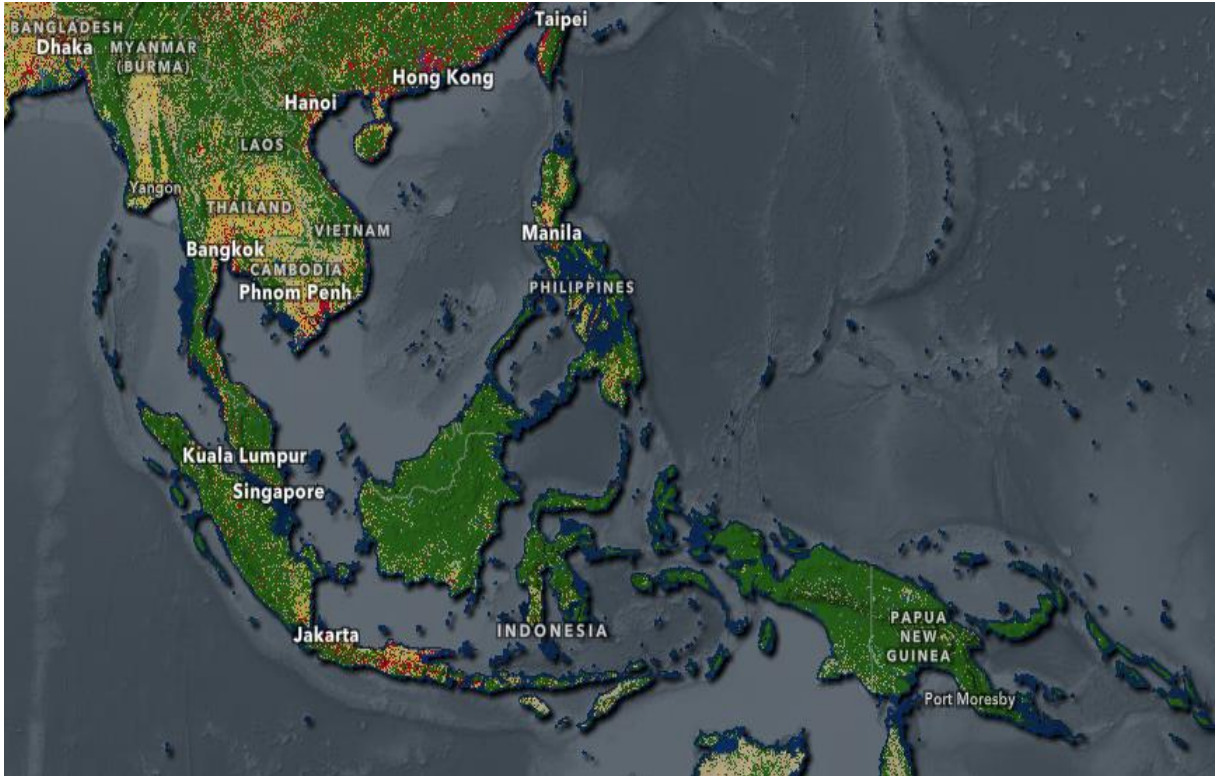 Taipei
BANGLADESH
Dhaka
MYANMAR
(BURMA)
Hong Kong
Hanoi
LAOS
Yangon
THAILAND
VIETNAM
Manila
Bangkok
CAMBODIA
Phnom Penh
PHILIPPINES
Kuala Lumpur
Singapore
Jakarta
INDONESIA
PAPUA
NEW
GUINEA
Port Moresby